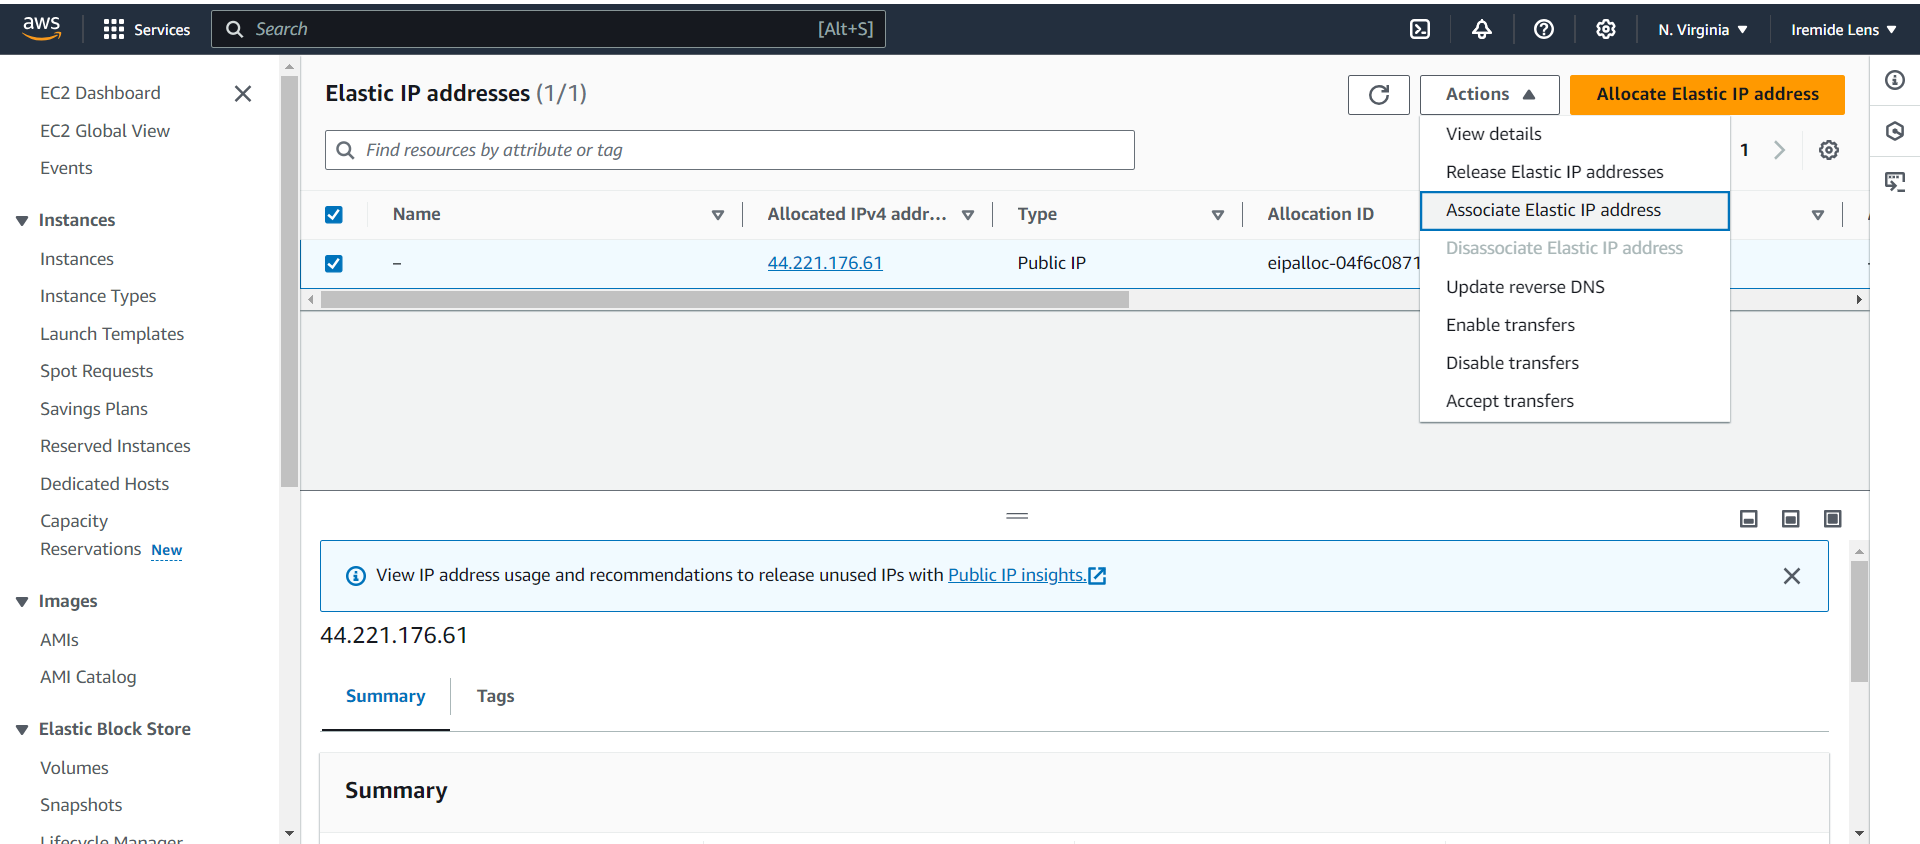 aws
Services
Search
[Alt+S]
N. Virginia
Iremide Lens
EC2 Dashboard
EC2 Global View
Events
Instances
Instances
Instance Types
Launch Templates
Spot Requests
Savings Plans
Reserved Instances
Dedicated Hosts
Capacity
Reservations New
Images
AMIs
AMI Catalog
Elastic Block Store
Volumes
Snapshots
Lifecycle Manager
Elastic IP addresses (1/1)
Actions
Allocate Elastic IP address
Find resources by attribute or tag
1
View details
Release Elastic IP addresses
Associate Elastic IP address
Disassociate Elastic IP address
Update reverse DNS
Enable transfers
Disable transfers
Accept transfers
Name
Allocated IPv4 addr...
Type
Allocation ID
–
44.221.176.61
Public IP
eipalloc-04f6c0871
View IP address usage and recommendations to release unused IPs with Public IP insights.
44.221.176.61
Summary
Tags
Summary